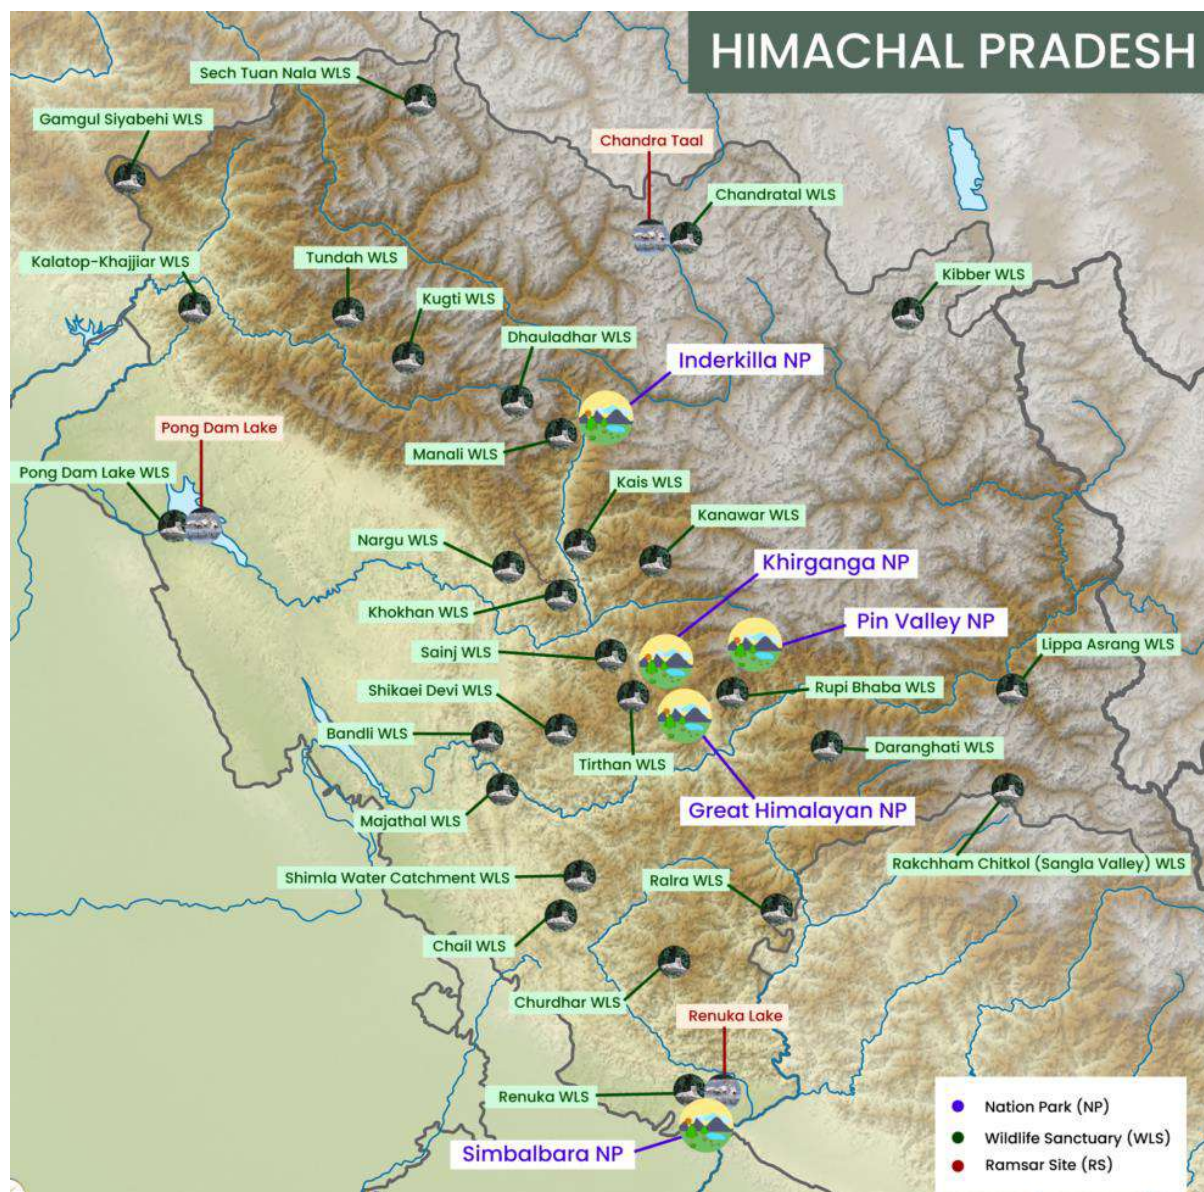 HIMACHAL PRADESH
Sech Tuan Nala WLS
Gamgul Siyabehi WLS
Chandra Taal
Chandratal WLS
Kalatop-Khajjiar WLS
Tundah WLS
Kibber WLS
Kugti WLS
Dhauladhar WLS
Inderkilla NP
Pong Dam Lake
Manali WLS
Pong Dam Lake WLS
Kais WLS
Kanawar WLS
Nargu WLS
Khirganga NP
Khokhan WLS
Pin Valley NP
Sainj WLS
Lippa Asrang WLS
Shikaei Devi WLS
Rupi Bhaba WLS
Bandli WLS
Daranghati WLS
Tirthan WLS
Great Himalayan NP
Majathal WLS
Rakchham Chitkol (Sangla Valley) WLS
Shimla Water Catchment WLS
Ralra WLS
Chail WLS
Churdhar WLS
Renuka Lake
Renuka WLS
Simbalbara NP
Nation Park (NP)
Wildlife Sanctuary (WLS)
Ramsar Site (RS)